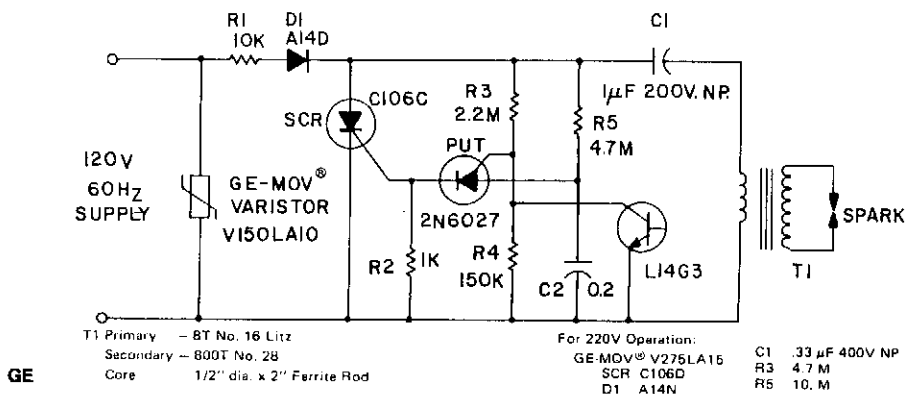 R1
10K
D1
A14D
C1
1µF 200V. NP.
SCR
C106C
R3
2.2M
R5
4.7M
PUT
2N6027
120V
60Hz
SUPPLY
GE-MOV®
VARISTOR
V150LA10
R2
1K
R4
150K
C2
0.2
L14G3
T1
SPARK
T1 Primary – 8T No. 16 Litz
Secondary – 800T No. 28
Core 1/2" dia. x 2" Ferrite Rod
For 220V Operation:
GE-MOV® V275LA15
SCR C106D
D1 A14N
C1 .33 µF 400V NP
R3 4.7 M
R5 10. M
GE